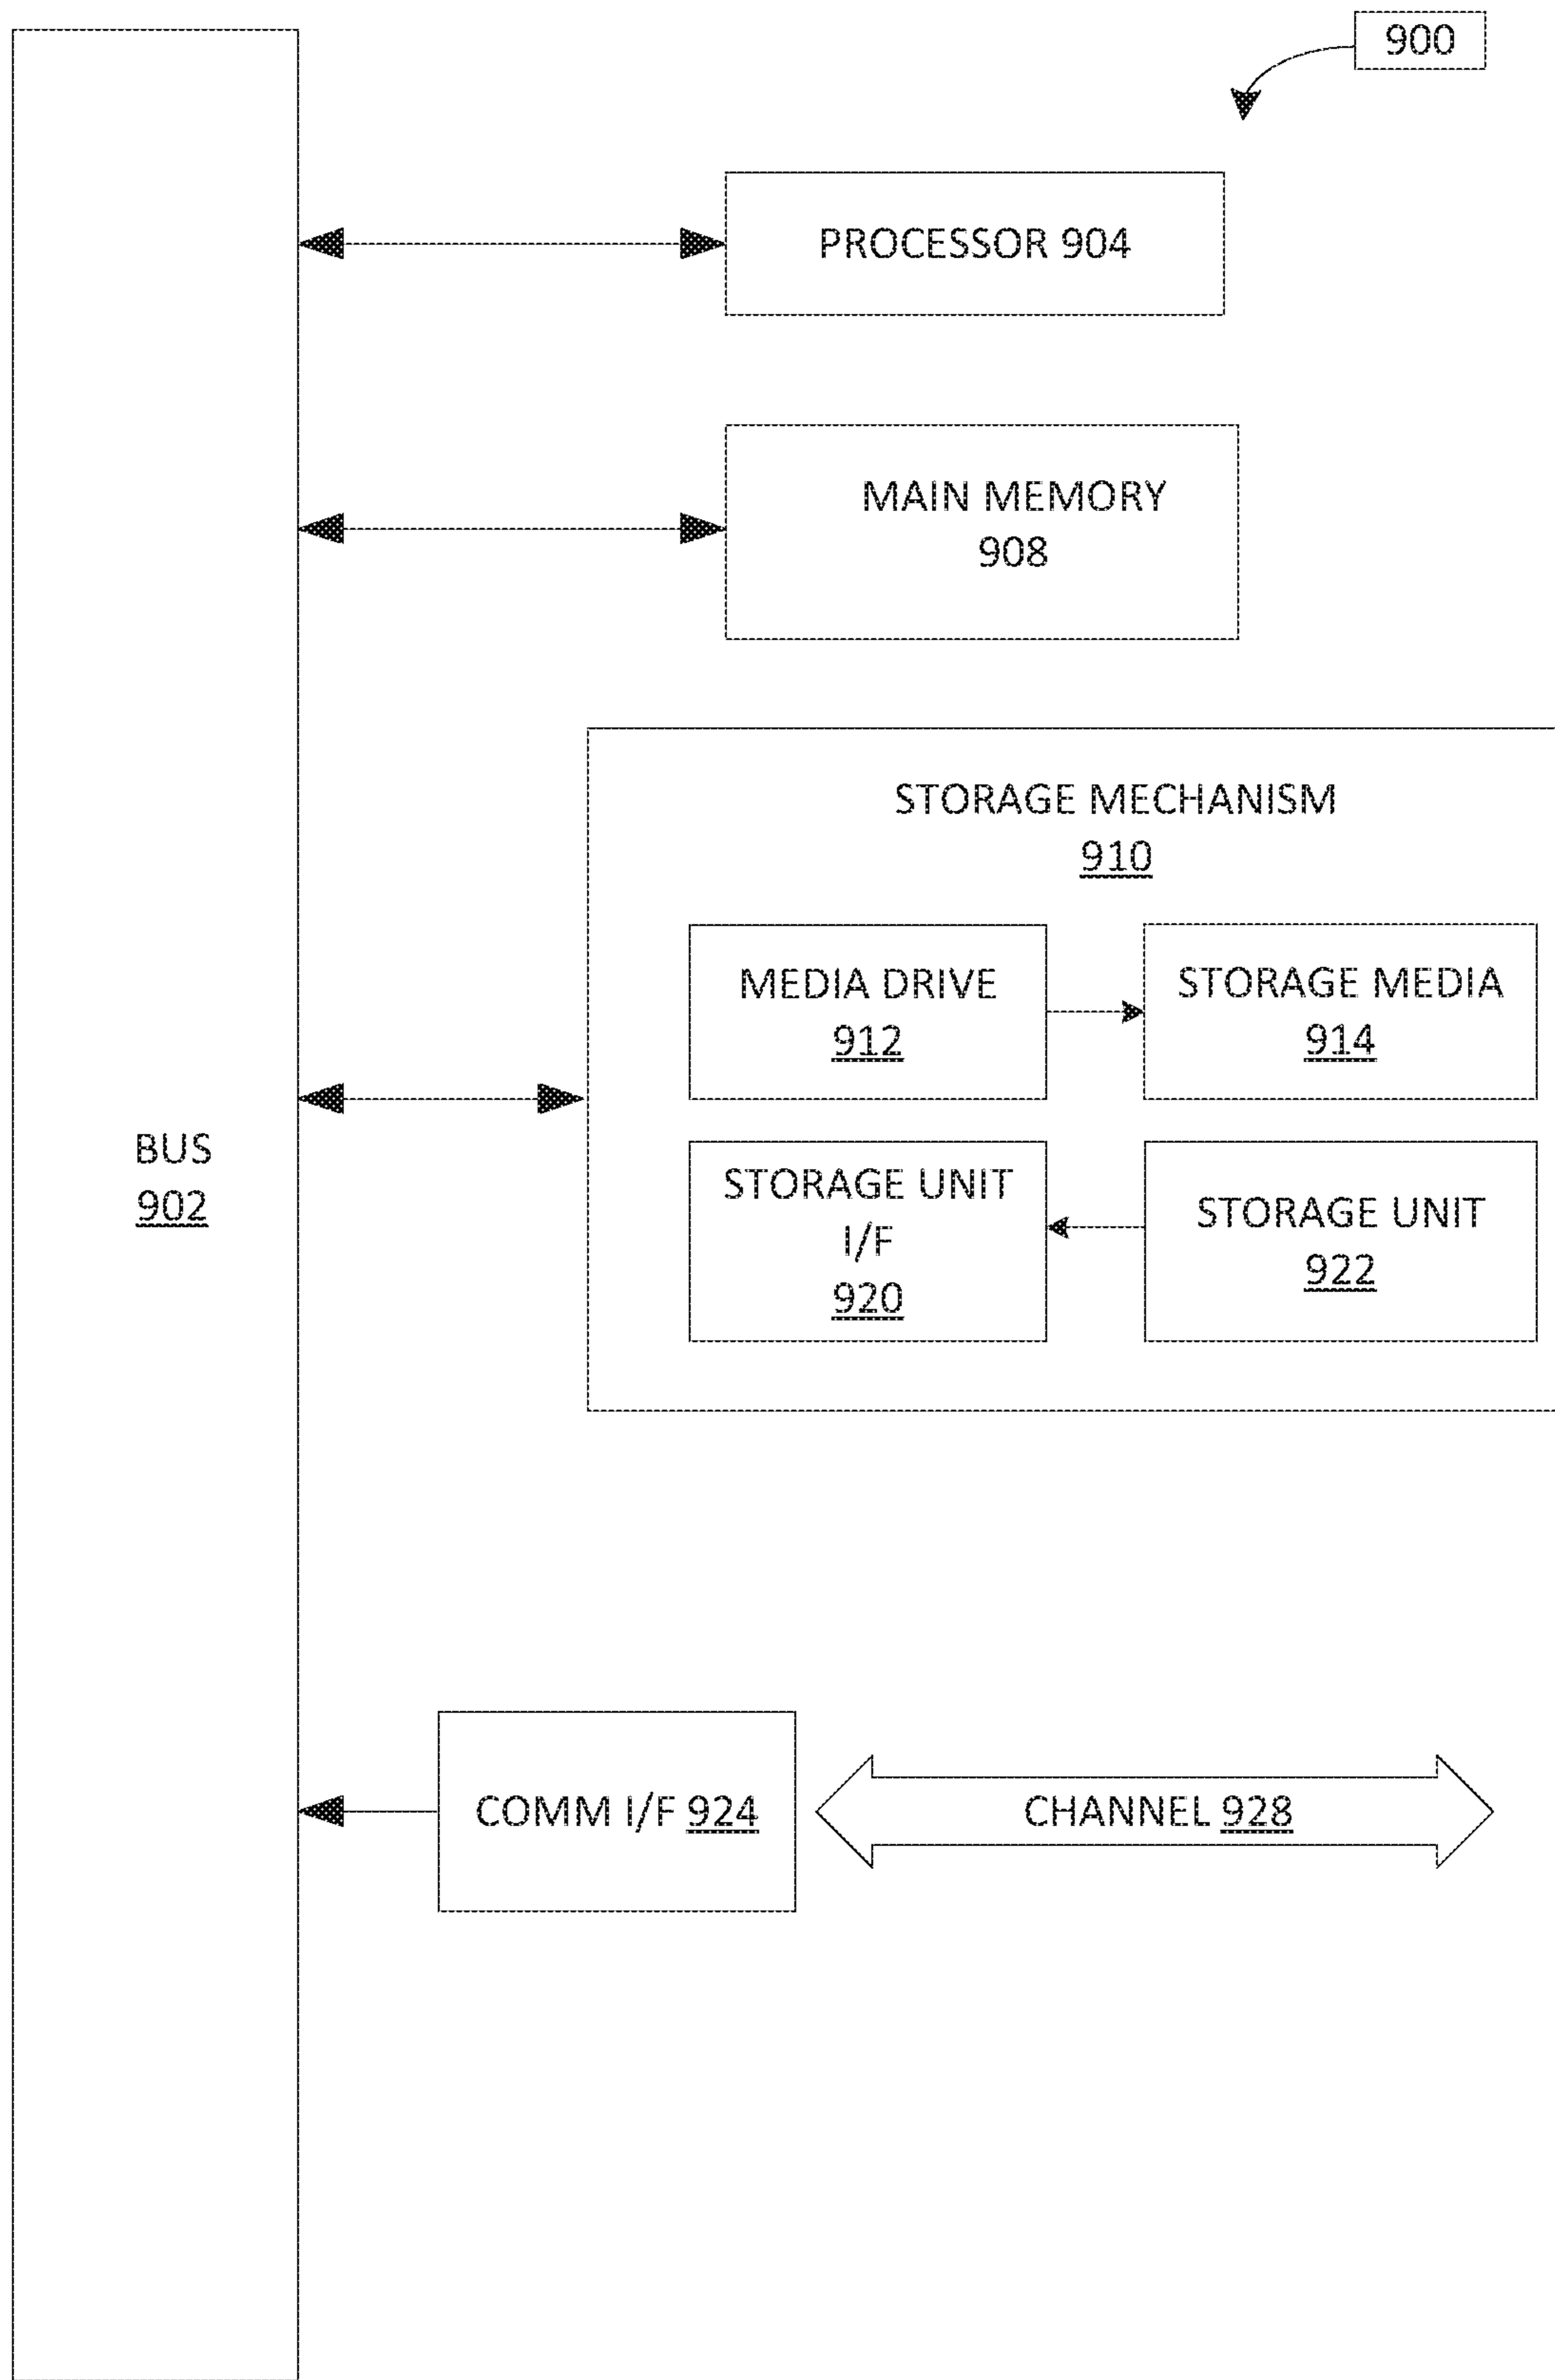 900
PROCESSOR 904
MAIN MEMORY
908
STORAGE MECHANISM
910
MEDIA DRIVE
912
STORAGE MEDIA
914
BUS
902
STORAGE UNIT
I/F
920
STORAGE UNIT
922
COMM I/F 924
CHANNEL 928